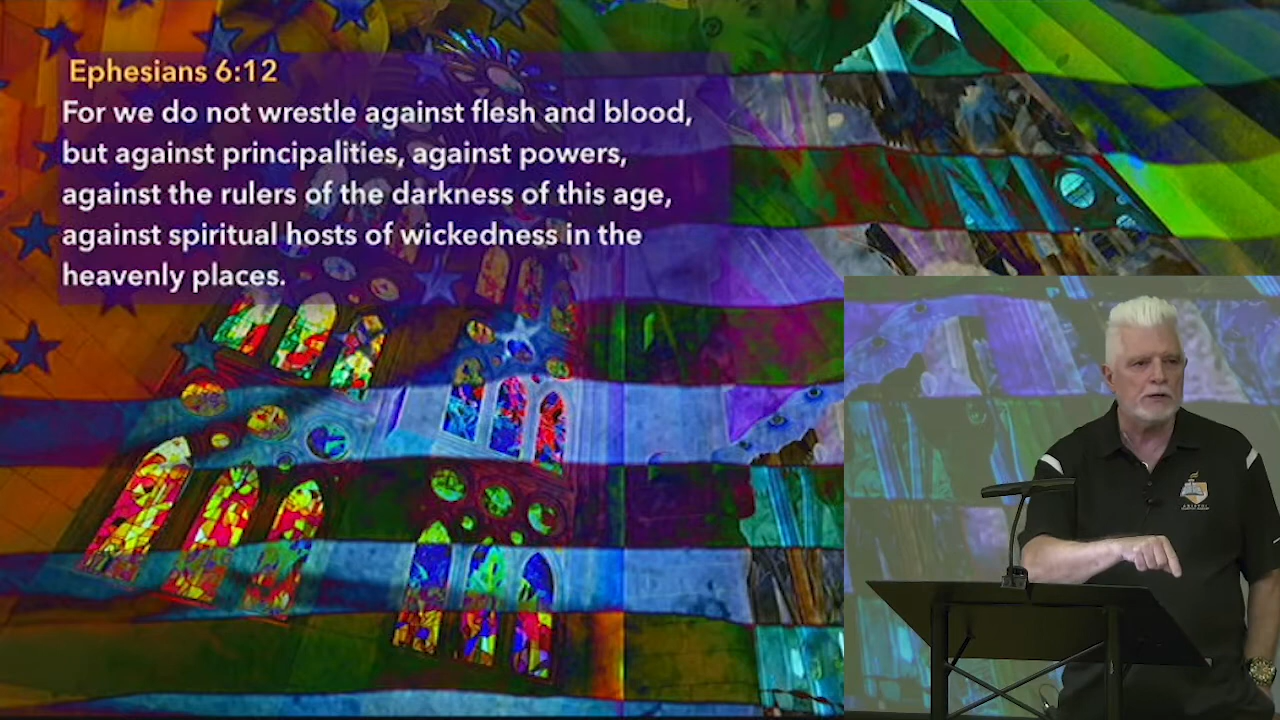 Ephesians 6:12
For we do not wrestle against flesh and blood,
but against principalities, against powers,
against the rulers of the darkness of this age,
against spiritual hosts of wickedness in the
heavenly places.